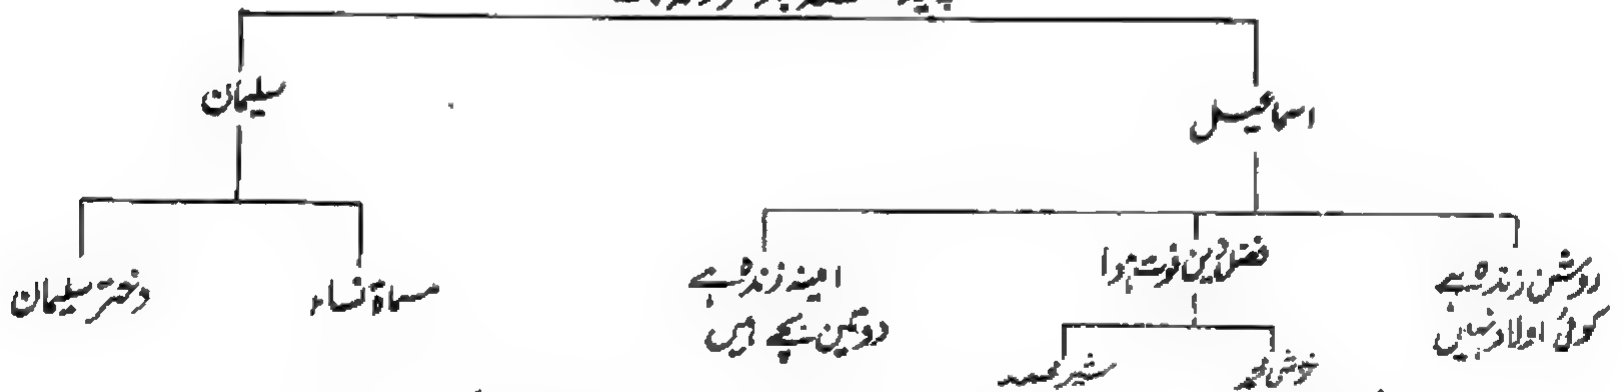 سلیمان
اسماعیل
روشن زندہ ہے
کوئی اولاد نہیں
فضل دین فوت ہوا
امینہ زندہ ہے
دو تین بچے ہیں
مسماۃ نساء
دختر سلیمان
خوشی محمد
شیر محمد